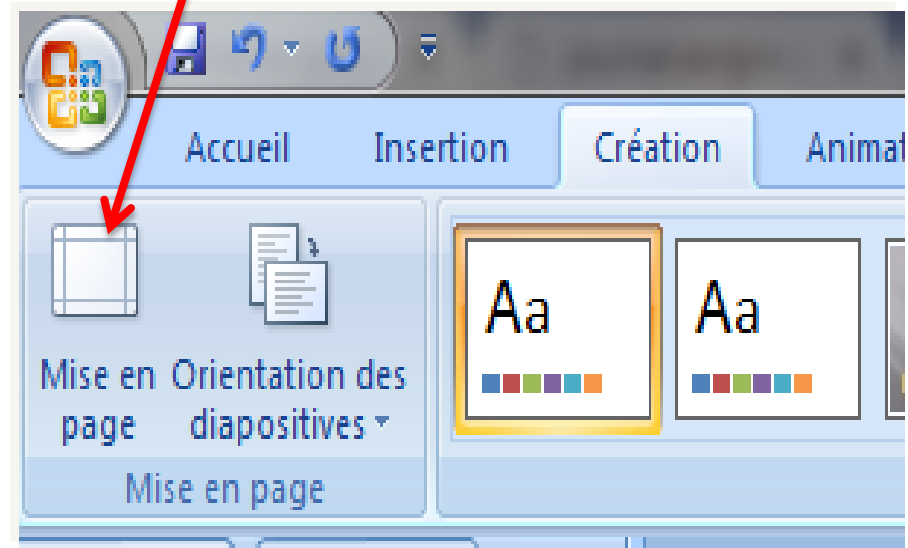 Accueil Insertion Création Animat
Aa Aa
Mise en Orientation des
page diapositives
Mise en page